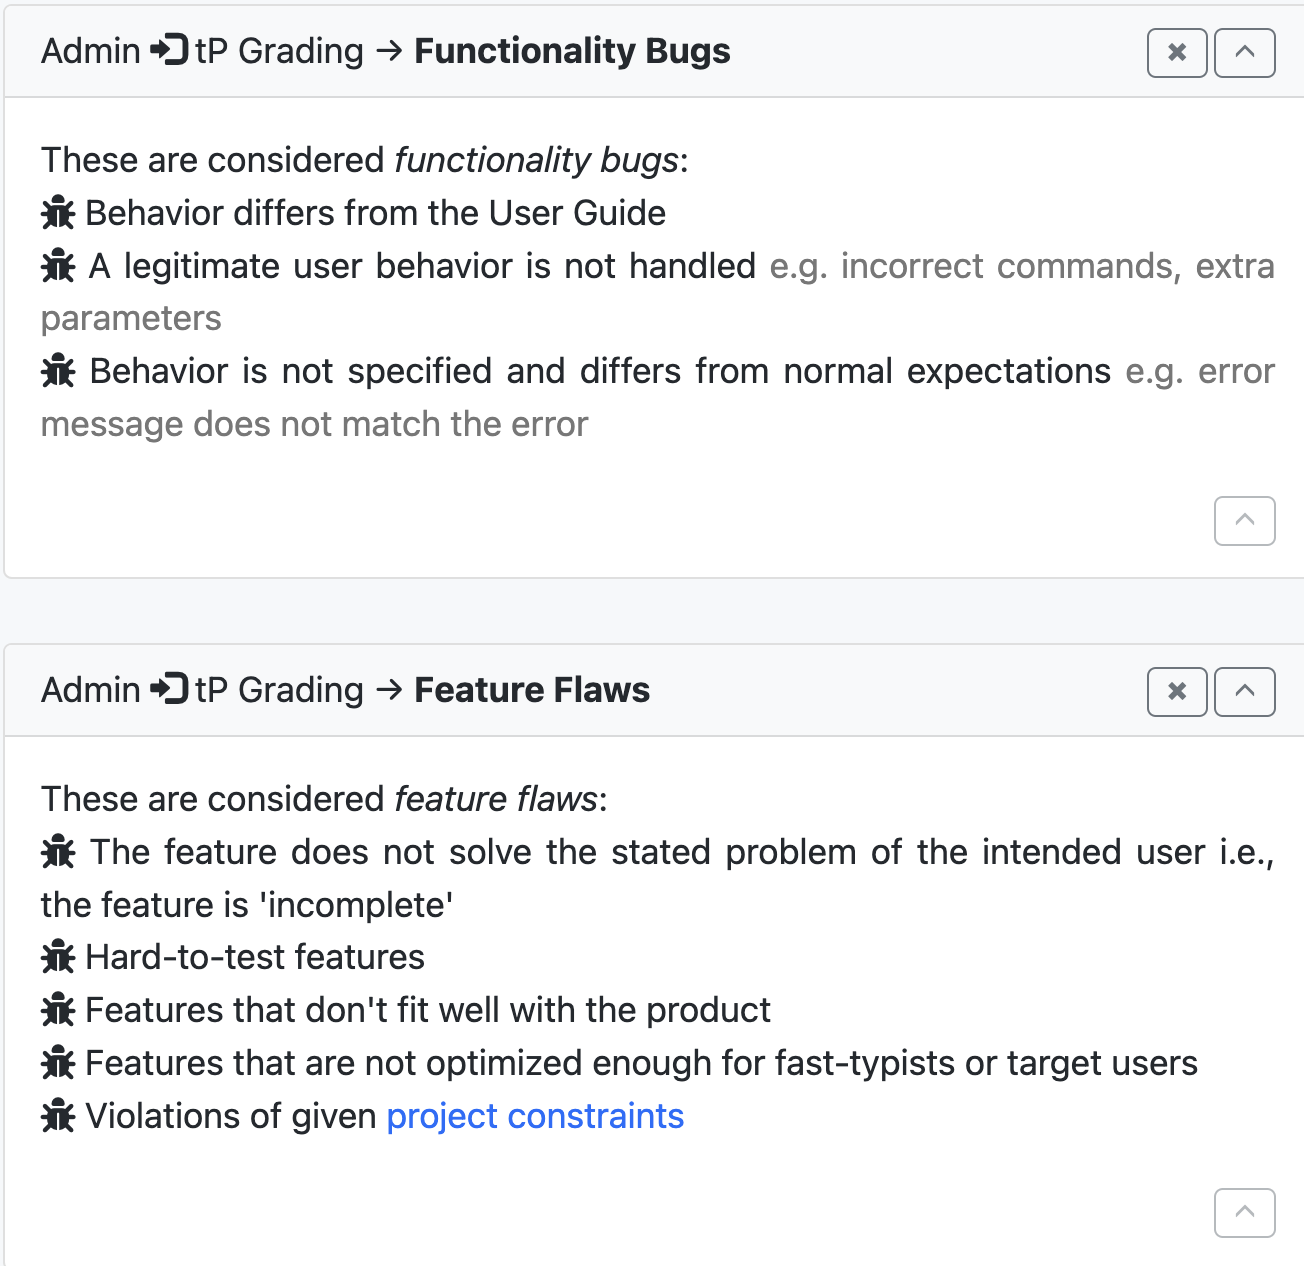 Admin tP Grading → Functionality Bugs
These are considered functionality bugs:
Behavior differs from the User Guide
A legitimate user behavior is not handled e.g. incorrect commands, extra
parameters
Behavior is not specified and differs from normal expectations e.g. error
message does not match the error
Admin tP Grading → Feature Flaws
These are considered feature flaws:
The feature does not solve the stated problem of the intended user i.e.,
the feature is 'incomplete'
Hard-to-test features
Features that don't fit well with the product
Features that are not optimized enough for fast-typists or target users
Violations of given project constraints